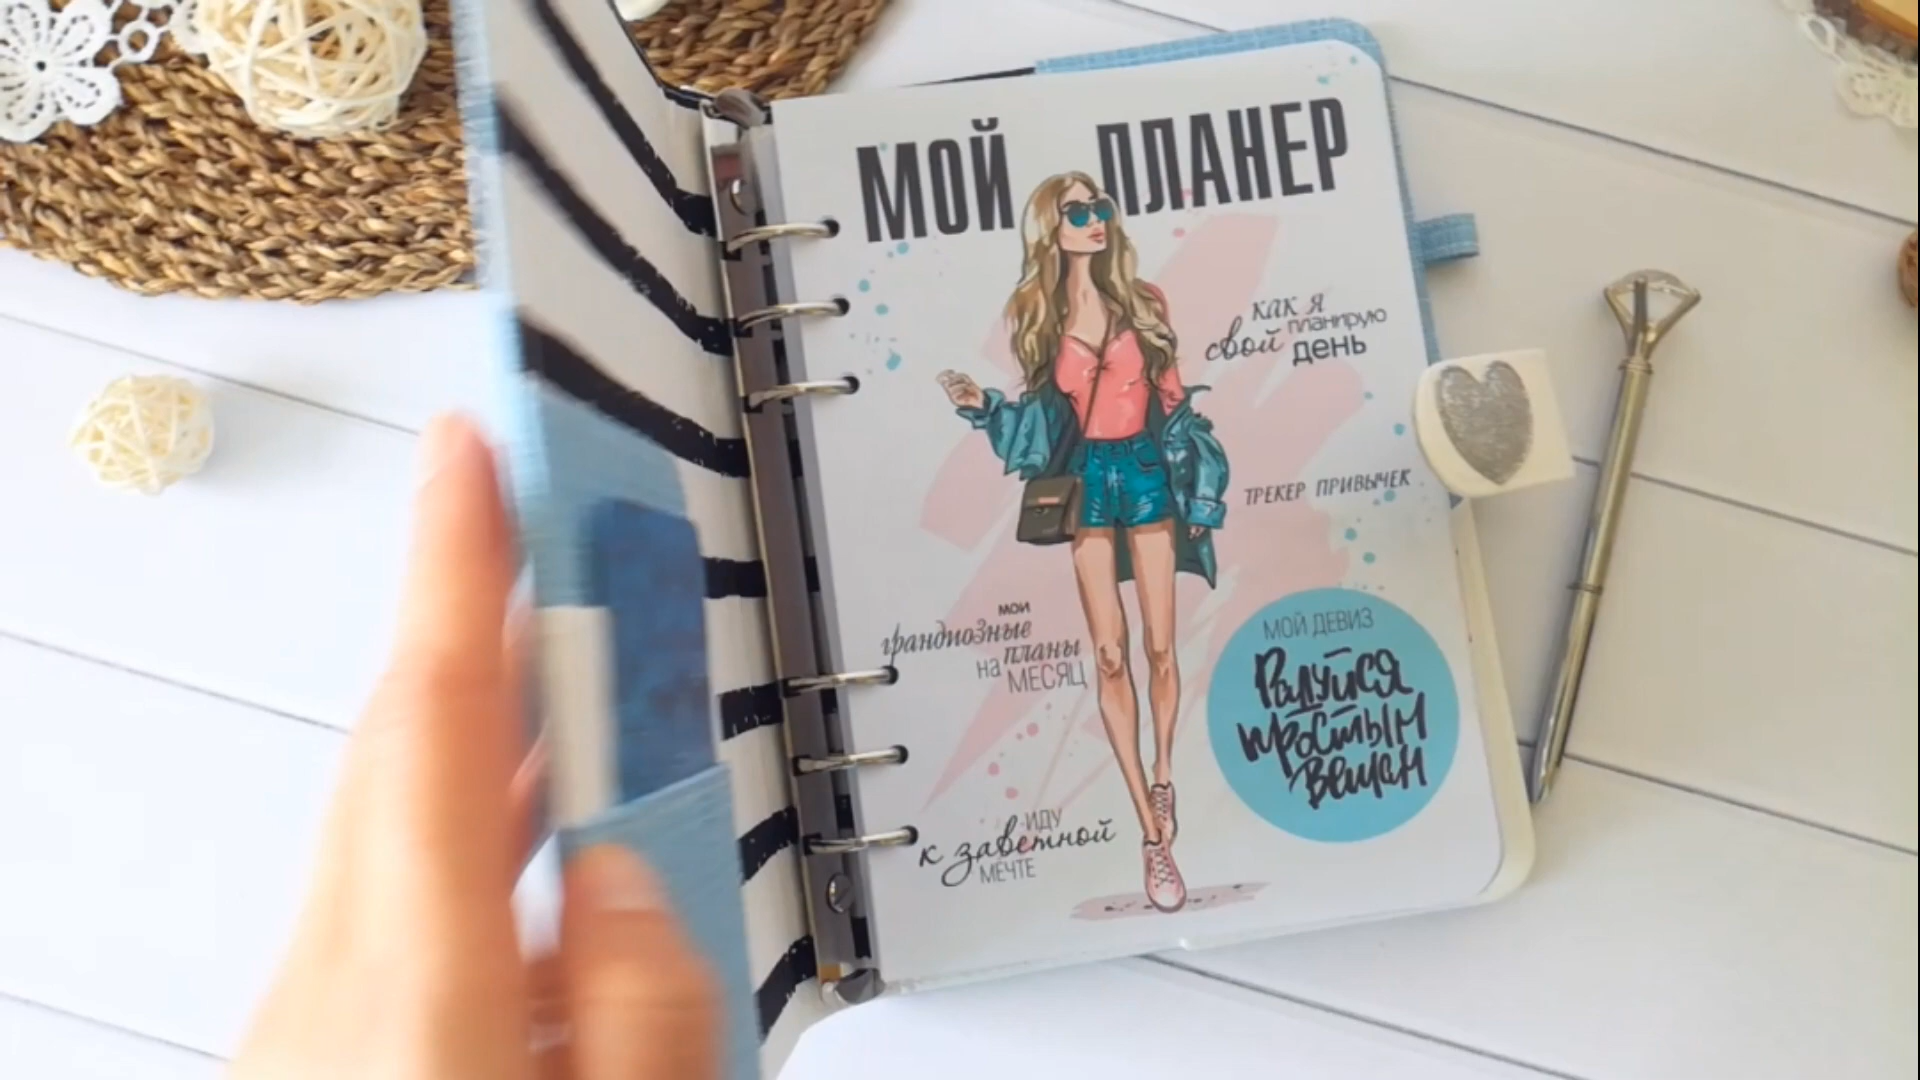 МОЙ ПЛАНЕР
как я
свой планирую
день
ТРЕКЕР ПРИВЫЧЕК
МОИ
грандиозные
на планы
МЕСЯЦ
МОЙ ДЕВИЗ
Радуйся
простым
вещам
ИДУ
к заветной
МЕЧТЕ